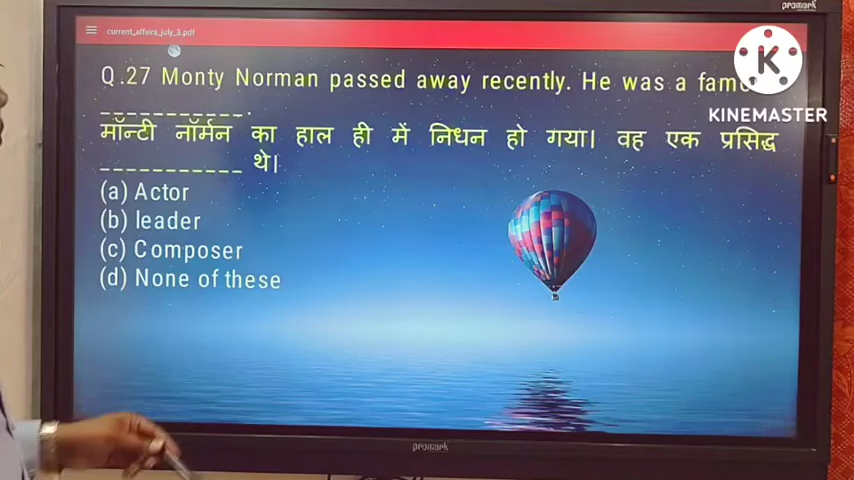 promark
current_affairs_july_3.pdf
Q.27 Monty Norman passed away recently. He was a
___________.
मॉन्टी नॉर्मन का हाल ही में निधन हो गया। वह एक प्रसिद्ध
___________ थे।
(a) Actor
(b) leader
(c) Composer
(d) None of these
K
KINEMASTER
promark